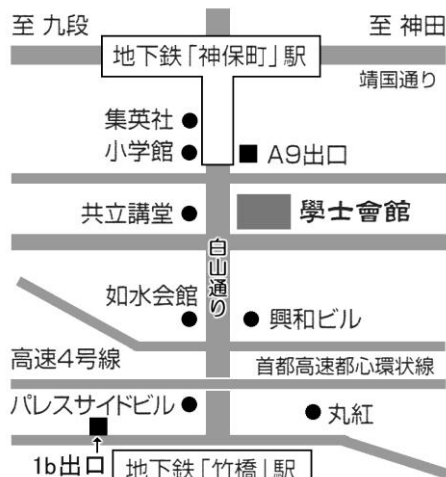 至 九段
至 神田
地下鉄「神保町」駅
靖国通り
集英社
小学館
A9出口
共立講堂
學士會館
白山通り
如水会館
興和ビル
高速4号線
首都高速都心環状線
パレスサイドビル
丸紅
1b出口
地下鉄「竹橋」駅